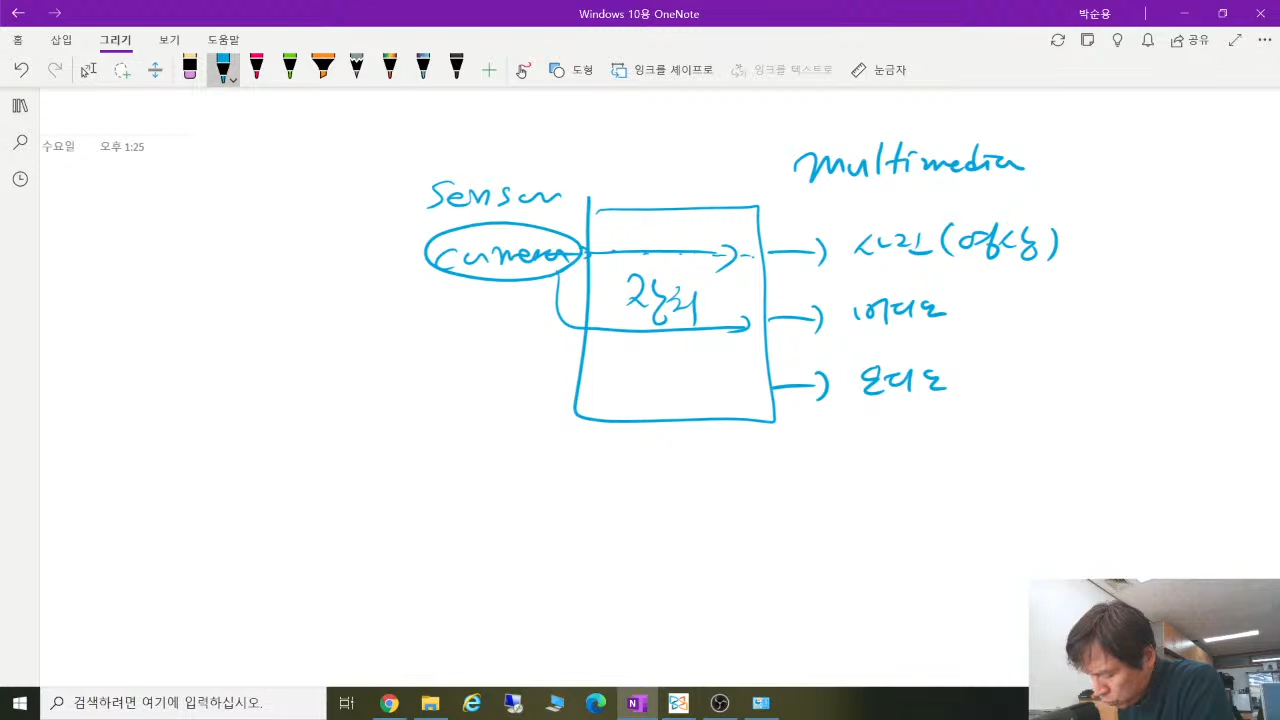 Windows 10용 OneNote
박순용
홈 삽입 그리기 보기 도움말
공유
도형 잉크를 셰이프로 잉크를 텍스트로 눈금자
수요일 오후 1:25
multimedia
Sensor
camera
사진(영상)
비디오
오디오
검색하려면 여기에 입력하십시오.